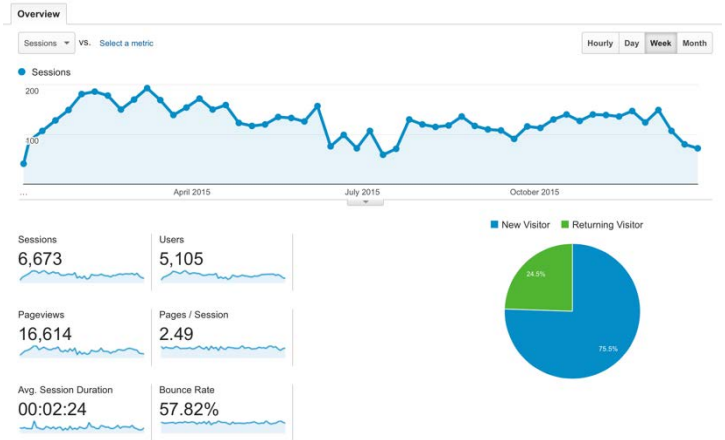 Overview
Sessions VS. Select a metric
Hourly Day Week Month
Sessions
200
100
... April 2015 July 2015 October 2015
New Visitor Returning Visitor
Sessions Users
6,673 5,105
24.5%
Pageviews Pages / Session
16,614 2.49
75.5%
Avg. Session Duration Bounce Rate
00:02:24 57.82%